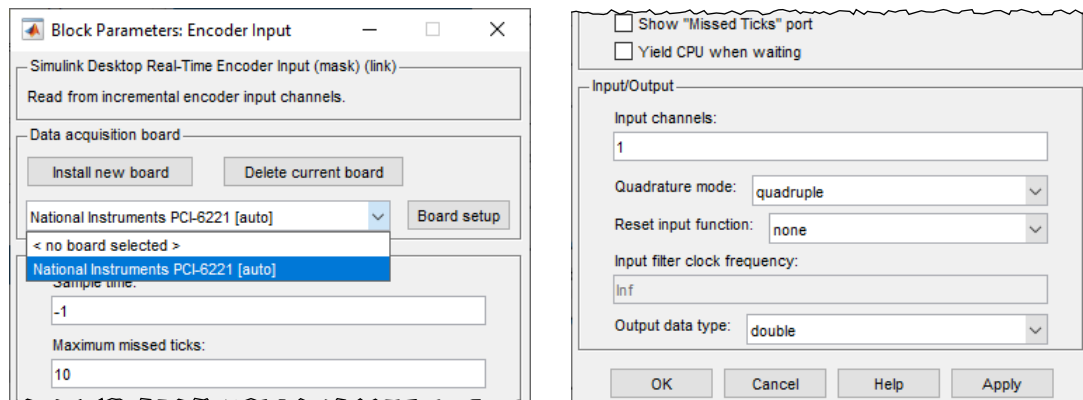 Block Parameters: Encoder Input
Simulink Desktop Real-Time Encoder Input (mask) (link)
Read from incremental encoder input channels.
Data acquisition board
Install new board Delete current board
National Instruments PCI-6221 [auto] Board setup
< no board selected >
National Instruments PCI-6221 [auto]
Sample time:
-1
Maximum missed ticks:
10
Show "Missed Ticks" port
Yield CPU when waiting
Input/Output
Input channels:
1
Quadrature mode: quadruple
Reset input function: none
Input filter clock frequency:
Inf
Output data type: double
OK Cancel Help Apply